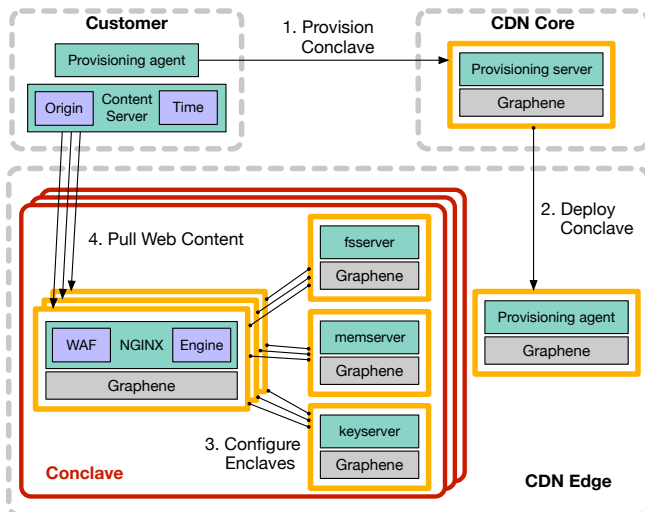 Customer
CDN Core
1. Provision
Conclave
Provisioning agent
Provisioning server
Graphene
Origin
Content
Server
Time
2. Deploy
Conclave
4. Pull Web Content
fsserver
Graphene
Provisioning agent
Graphene
WAF
NGINX
Engine
Graphene
memserver
Graphene
3. Configure
Enclaves
keyserver
Graphene
Conclave
CDN Edge